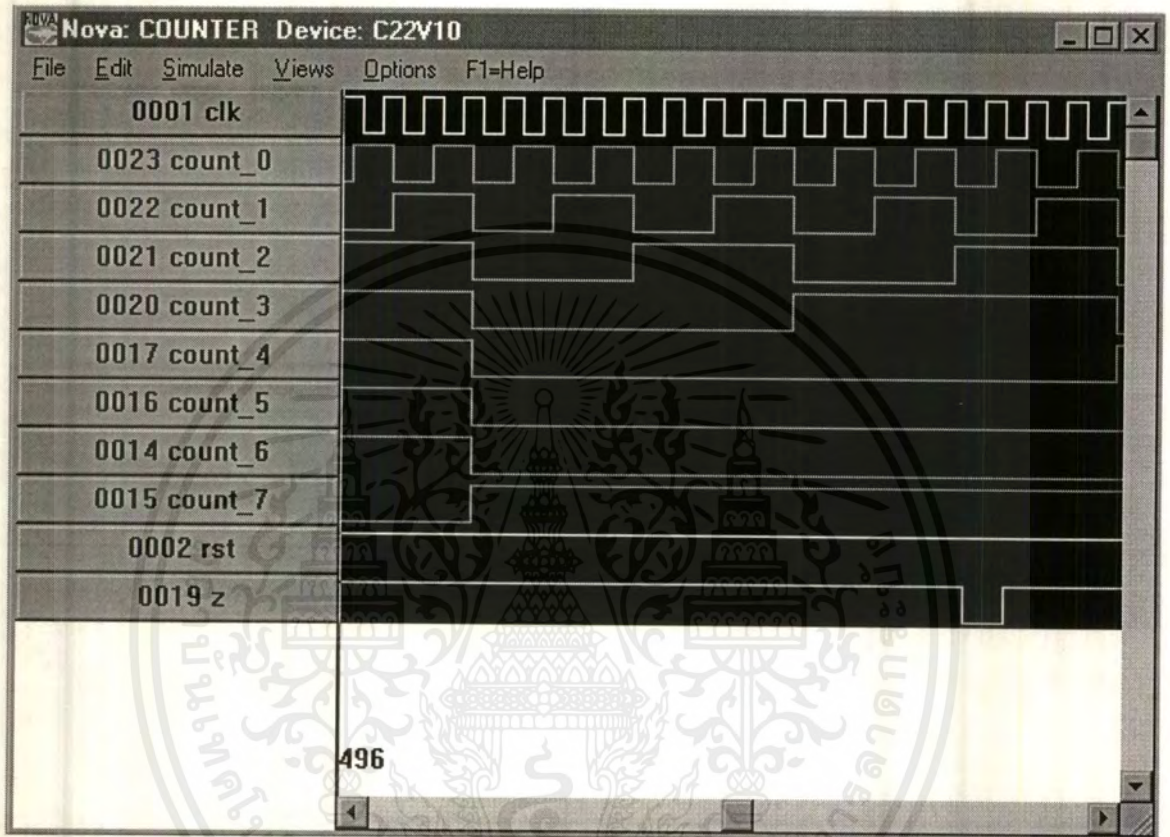 NOVA
Nova: COUNTER Device: C22V10
File Edit Simulate Views Options F1=Help
0001 clk
0023 count_0
0022 count_1
0021 count_2
0020 count_3
0017 count_4
0016 count_5
0014 count_6
0015 count_7
0002 rst
0019 z
496